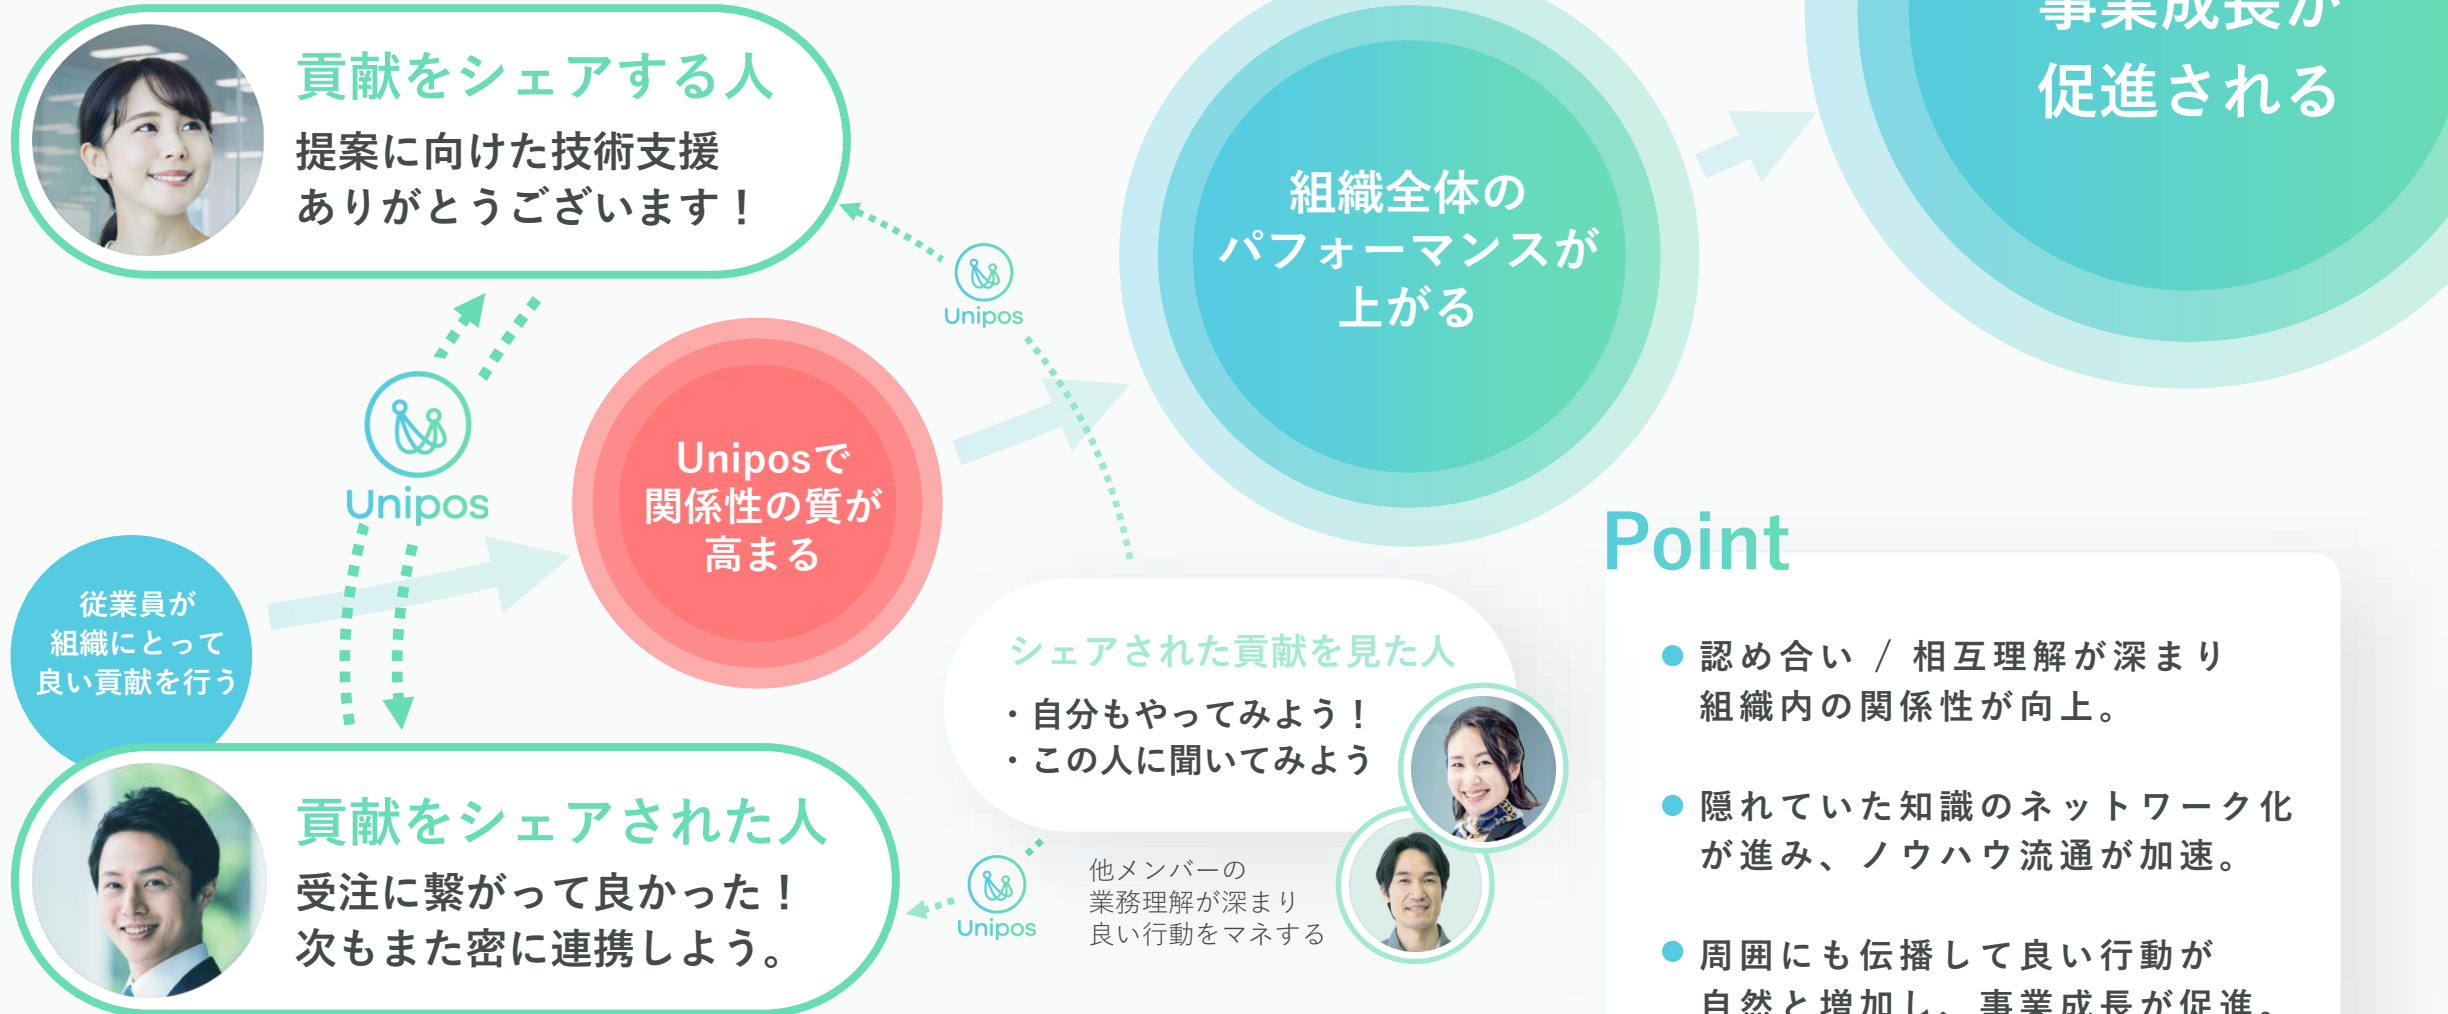 貢献をシェアする人
提案に向けた技術支援
ありがとうございます！
Unipos
Unipos
従業員が
組織にとって
良い貢献を行う
Uniposで
関係性の質が
高まる
組織全体の
パフォーマンスが
上がる
事業成長が
促進される
貢献をシェアされた人
受注に繋がって良かった！
次もまた密に連携しよう。
シェアされた貢献を見た人
・自分もやってみよう！
・この人に聞いてみよう
Unipos
他メンバーの
業務理解が深まり
良い行動をマネする
Point
認め合い / 相互理解が深まり
組織内の関係性が向上。
隠れていた知識のネットワーク化
が進み、ノウハウ流通が加速。
周囲にも伝播して良い行動が
自然と増加し、事業成長が促進。